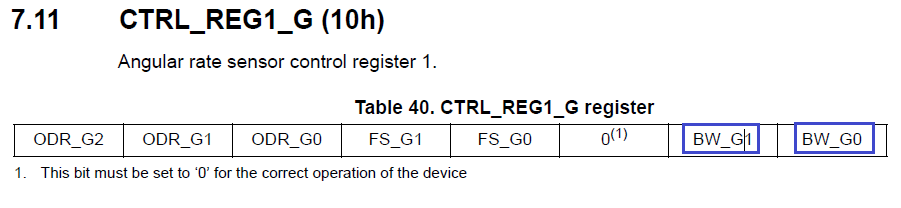 7.11 CTRL_REG1_G (10h)
Angular rate sensor control register 1.
Table 40. CTRL_REG1_G register
ODR_G2 ODR_G1 ODR_G0 FS_G1 FS_G0 0(1) BW_G1 BW_G0
1. This bit must be set to ‘0’ for the correct operation of the device